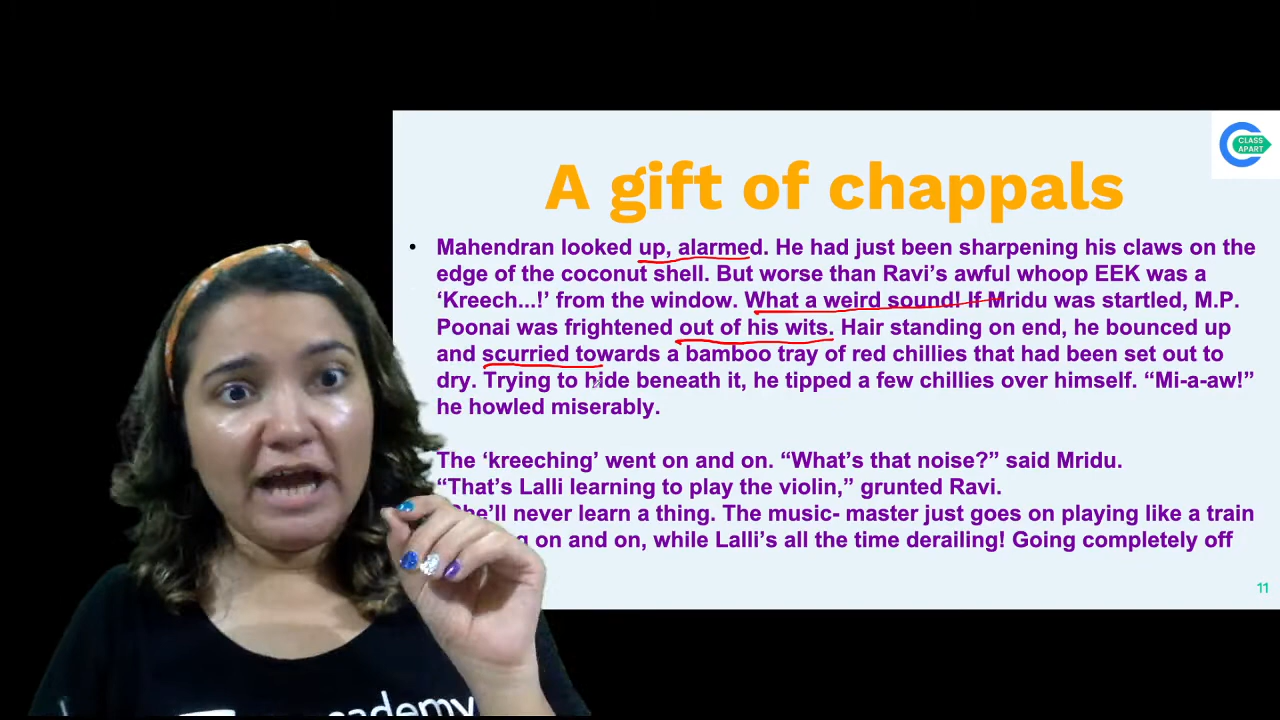 CLASS
APART
A gift of chappals
• Mahendran looked up, alarmed. He had just been sharpening his claws on the
edge of the coconut shell. But worse than Ravi’s awful whoop EEK was a
‘Kreech...!’ from the window. What a weird sound! If Mridu was startled, M.P.
Poonai was frightened out of his wits. Hair standing on end, he bounced up
and scurried towards a bamboo tray of red chillies that had been set out to
dry. Trying to hide beneath it, he tipped a few chillies over himself. “Mi-a-aw!”
he howled miserably.
The ‘kreeching’ went on and on. “What’s that noise?” said Mridu.
“That’s Lalli learning to play the violin,” grunted Ravi.
never learn a thing. The music- master just goes on playing like a train
on and on, while Lalli’s all the time derailing! Going completely off
11